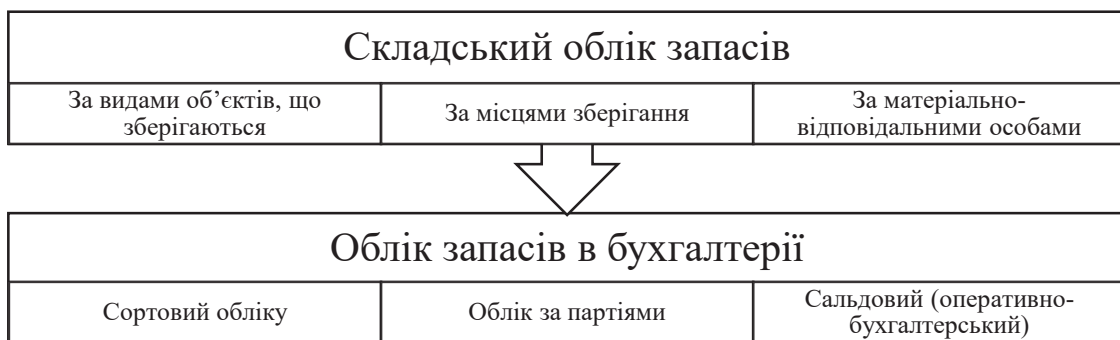 Складський облік запасів
За видами об’єктів, що
зберігаються
За місцями зберігання
За матеріально-
відповідальними особами
Облік запасів в бухгалтерії
Сортовий обліку
Облік за партіями
Сальдовий (оперативно-
бухгалтерський)